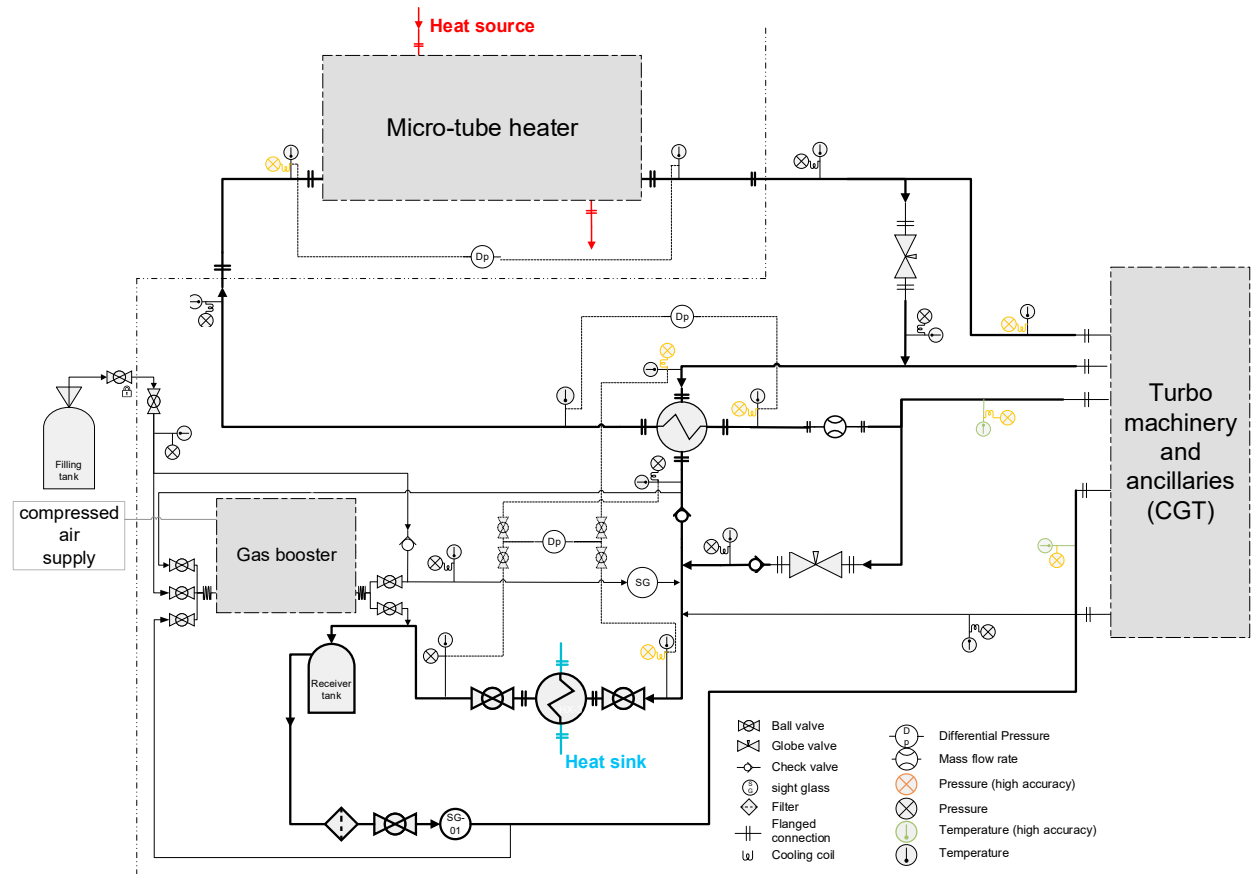 Heat source
Micro-tube heater
Dp
Dp
Filling
tank
compressed
air
supply
Gas booster
Dp
SG
Turbo
machinery
and
ancillaries
(CGT)
Receiver
tank
Heat sink
SG-
01
Ball valve
Globe valve
Check valve
S
G
sight glass
Filter
Flanged
connection
Cooling coil
D
p
Differential Pressure
Mass flow rate
Pressure (high accuracy)
Pressure
Temperature (high accuracy)
Temperature